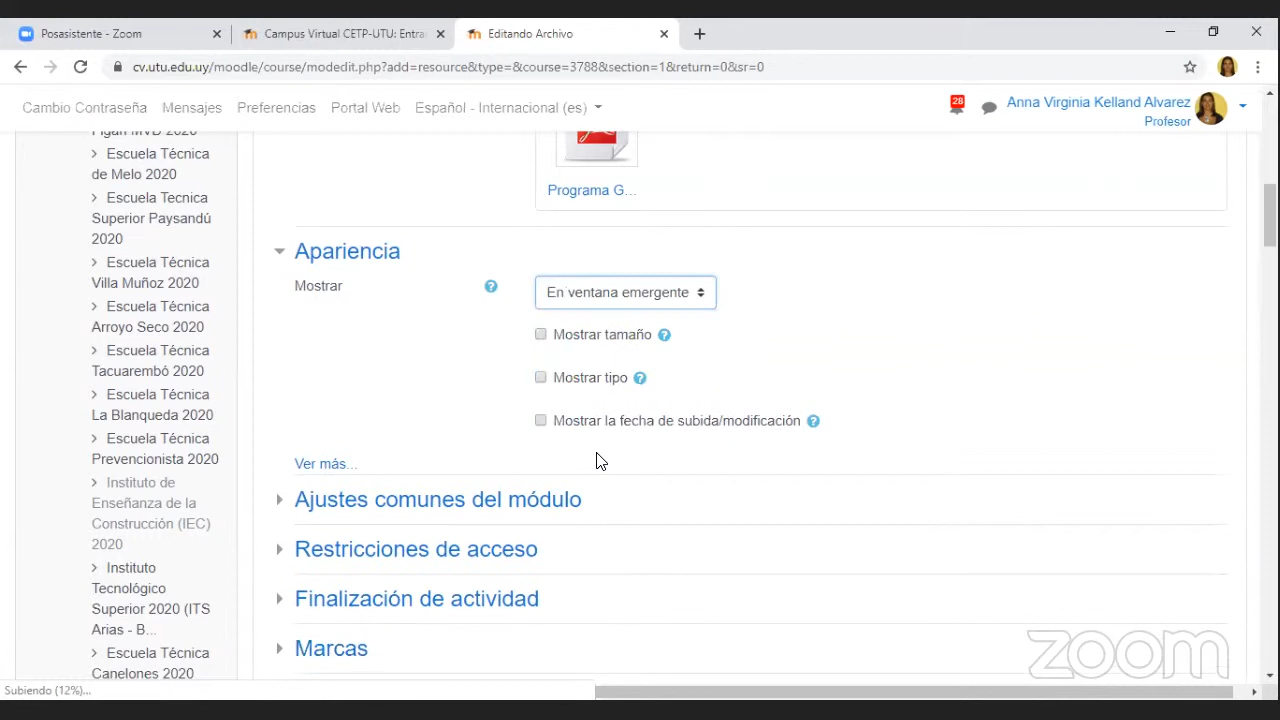 Posasistente - Zoom
Campus Virtual CETP-UTU: Entra
Editando Archivo
cv.utu.edu.uy/moodle/course/modedit.php?add=resource&type=&course=3788&section=1&return=0&sr=0
Cambio Contraseña Mensajes Preferencias Portal Web Español - Internacional (es)
28
Anna Virginia Kelland Alvarez
Profesor
Figari MVD 2020
Escuela Técnica
de Melo 2020
Escuela Tecnica
Superior Paysandú
2020
Escuela Técnica
Villa Muñoz 2020
Escuela Técnica
Arroyo Seco 2020
Escuela Técnica
Tacuarembó 2020
Escuela Técnica
La Blanqueda 2020
Escuela Técnica
Prevencionista 2020
Instituto de
Enseñanza de la
Construcción (IEC)
2020
Instituto
Tecnológico
Superior 2020 (ITS
Arias - B...
Escuela Técnica
Canelones 2020
Programa G...
Apariencia
Mostrar
En ventana emergente
Mostrar tamaño
Mostrar tipo
Mostrar la fecha de subida/modificación
Ver más...
Ajustes comunes del módulo
Restricciones de acceso
Finalización de actividad
Marcas
zoom
Subiendo (12%)...